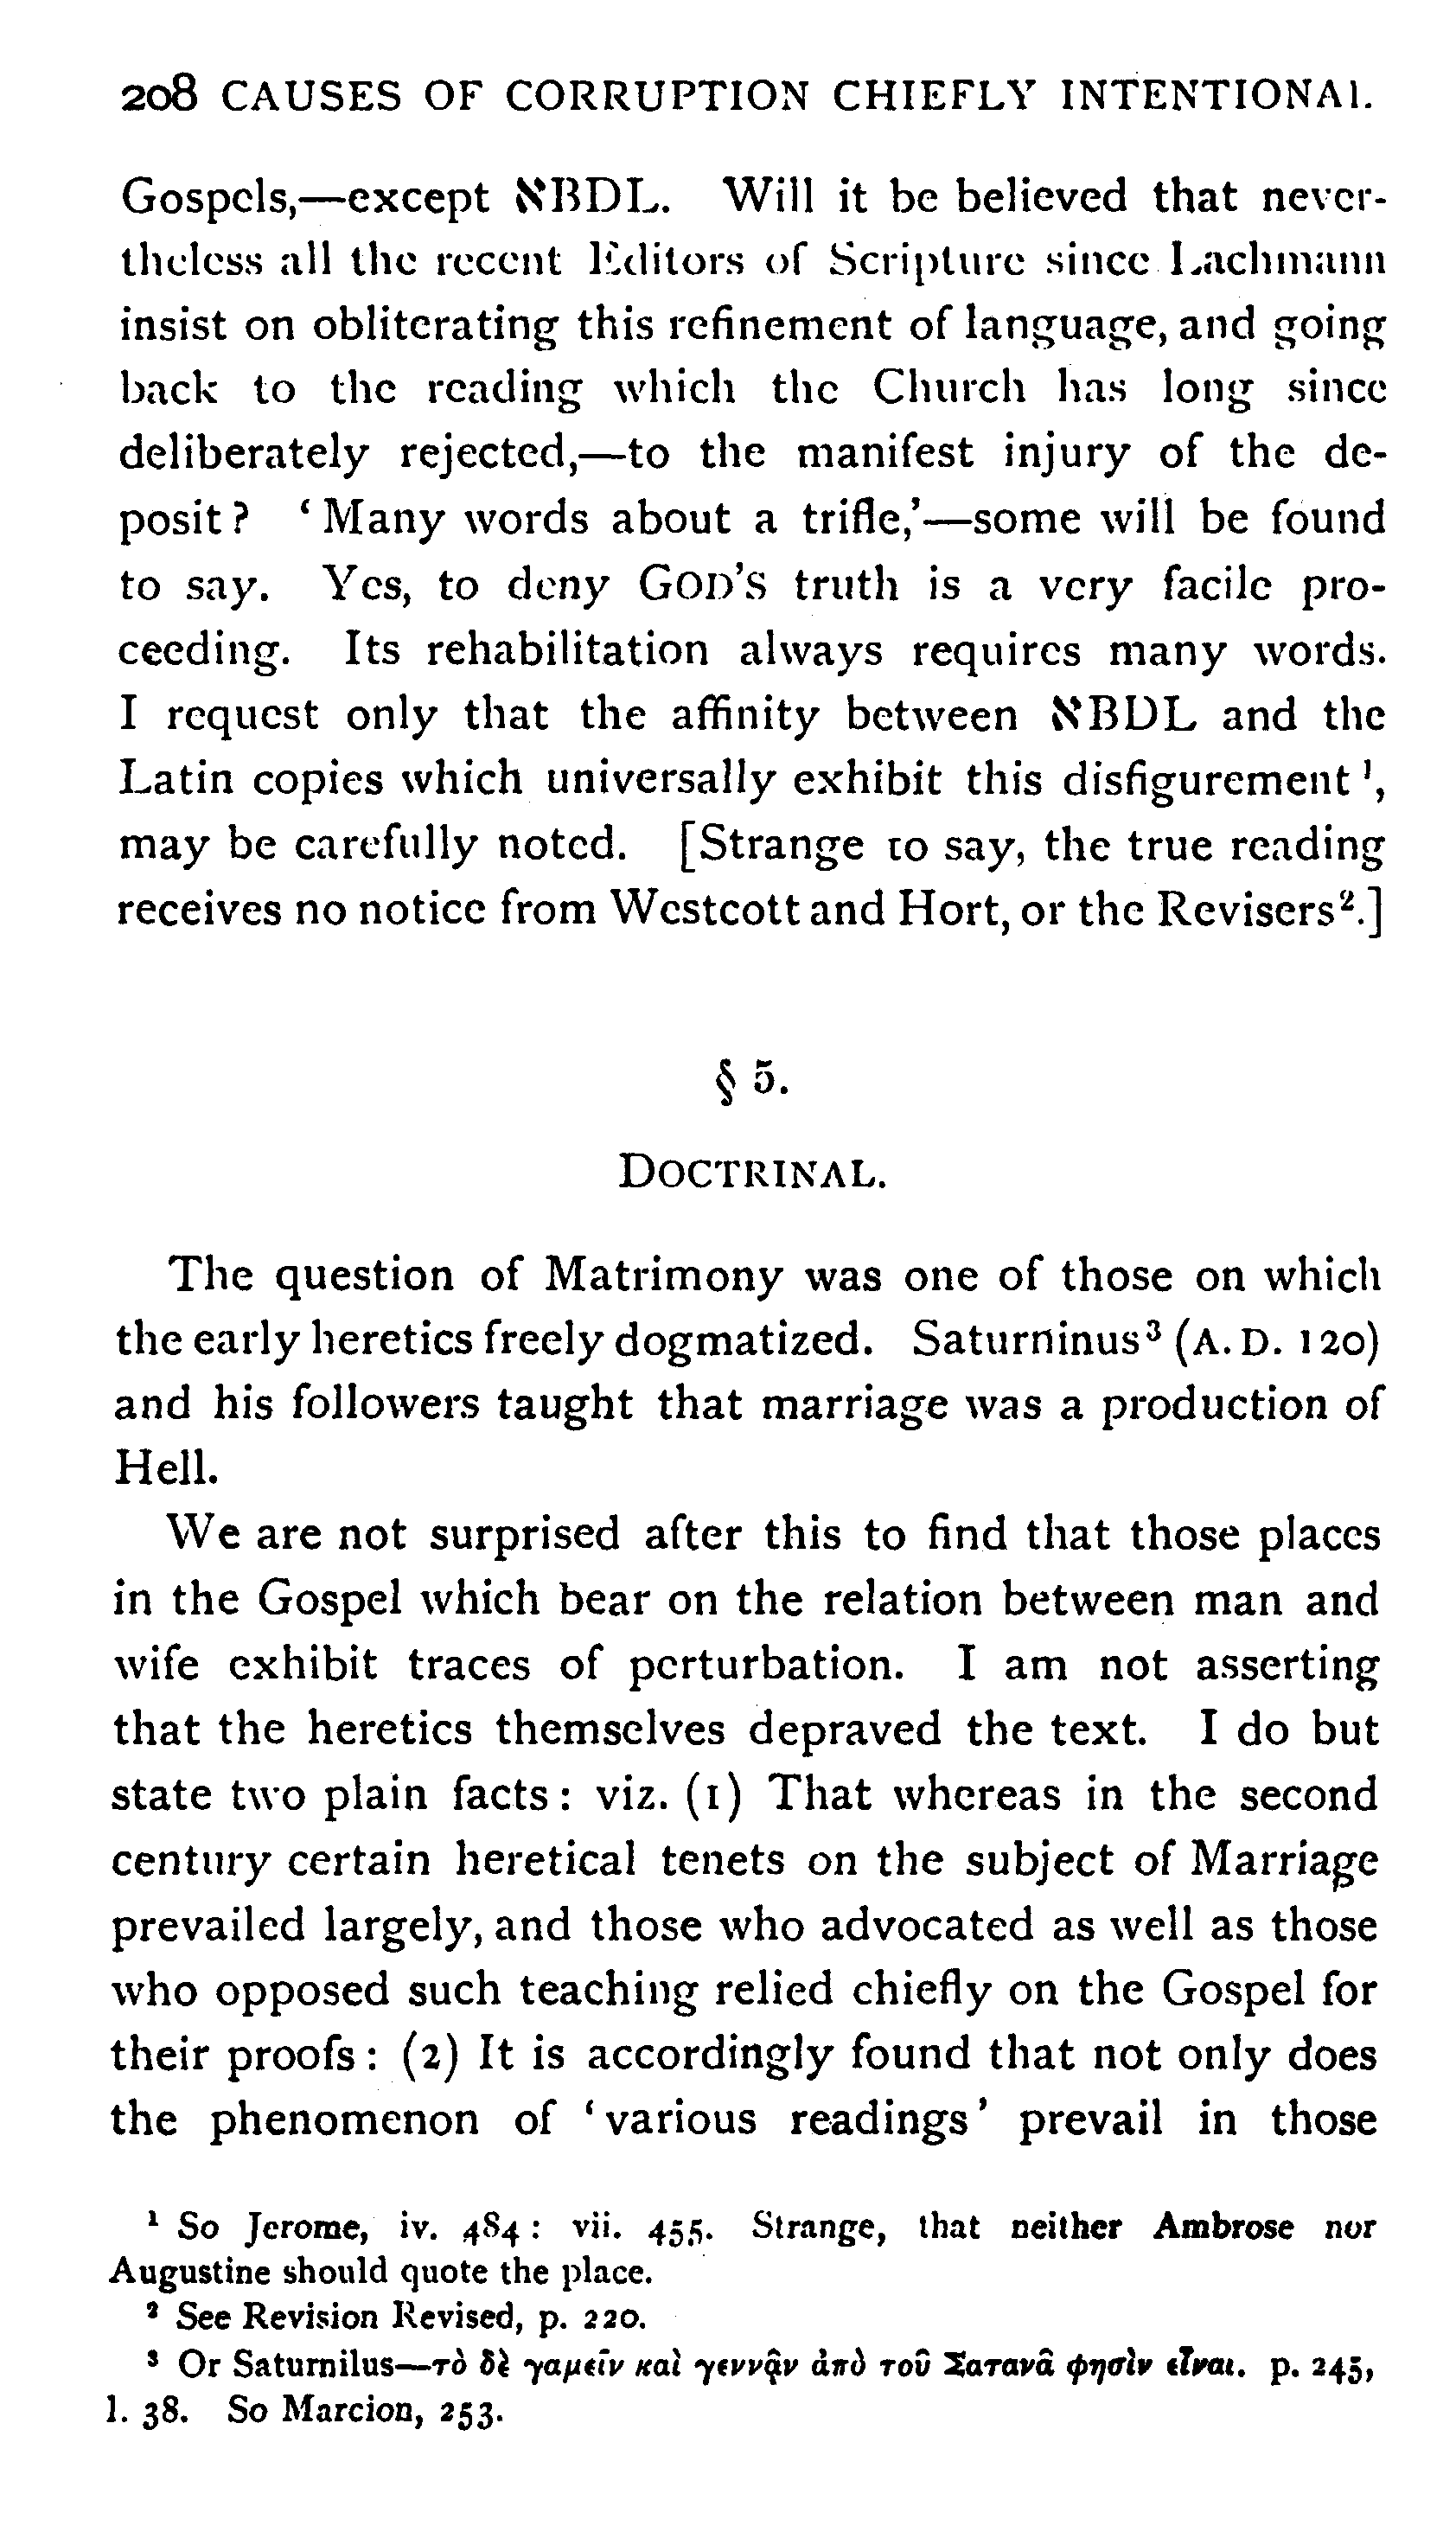 208 CAUSES OF CORRUPTION CHIEFLY INTENTIONAL.
Gospels,—except אBDL. Will it be believed that never-
theless all the recent Editors of Scripture since Lachmann
insist on obliterating this refinement of language, and going
back to the reading which the Church has long since
deliberately rejected,—to the manifest injury of the de-
posit? ‘Many words about a trifle,’—some will be found
to say. Yes, to deny GOD’S truth is a very facile pro-
ceeding. Its rehabilitation always requires many words.
I request only that the affinity between אBDL and the
Latin copies which universally exhibit this disfigurement ¹,
may be carefully noted. [Strange to say, the true reading
receives no notice from Westcott and Hort, or the Revisers².]
§ 5.
DOCTRINAL.
The question of Matrimony was one of those on which
the early heretics freely dogmatized. Saturninus³ (A. D. 120)
and his followers taught that marriage was a production of
Hell.
We are not surprised after this to find that those places
in the Gospel which bear on the relation between man and
wife exhibit traces of perturbation. I am not asserting
that the heretics themselves depraved the text. I do but
state two plain facts: viz. (1) That whereas in the second
century certain heretical tenets on the subject of Marriage
prevailed largely, and those who advocated as well as those
who opposed such teaching relied chiefly on the Gospel for
their proofs: (2) It is accordingly found that not only does
the phenomenon of ‘various readings’ prevail in those
¹ So Jerome, iv. 484: vii. 455. Strange, that neither Ambrose nor
Augustine should quote the place.
² See Revision Revised, p. 220.
³ Or Saturnilus—τὸ δὲ γαμεῖν καὶ γεννᾷν ἀπὸ τοῦ Σατανᾶ φησὶν εἶναι. p. 245,
l. 38. So Marcion, 253.